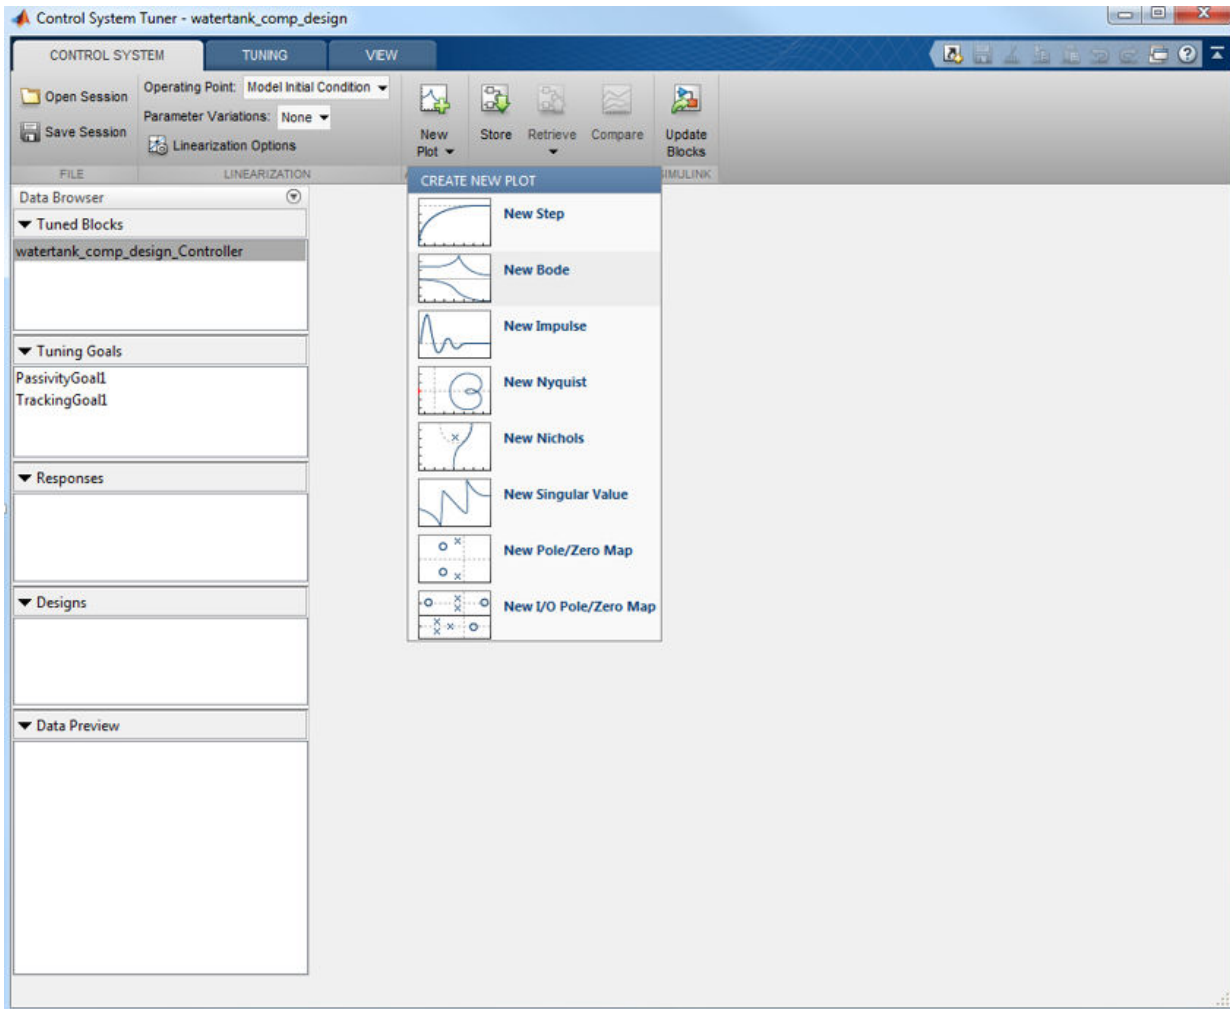 Control System Tuner - watertank_comp_design
CONTROL SYSTEM TUNING VIEW
Open Session
Save Session
Operating Point: Model Initial Condition
Parameter Variations: None
Linearization Options
New Plot
Store
Retrieve
Compare
Update Blocks
FILE LINEARIZATION
IMULINK
CREATE NEW PLOT
New Step
New Bode
New Impulse
New Nyquist
New Nichols
New Singular Value
New Pole/Zero Map
New I/O Pole/Zero Map
Data Browser
Tuned Blocks
watertank_comp_design_Controller
Tuning Goals
PassivityGoal1
TrackingGoal1
Responses
Designs
Data Preview